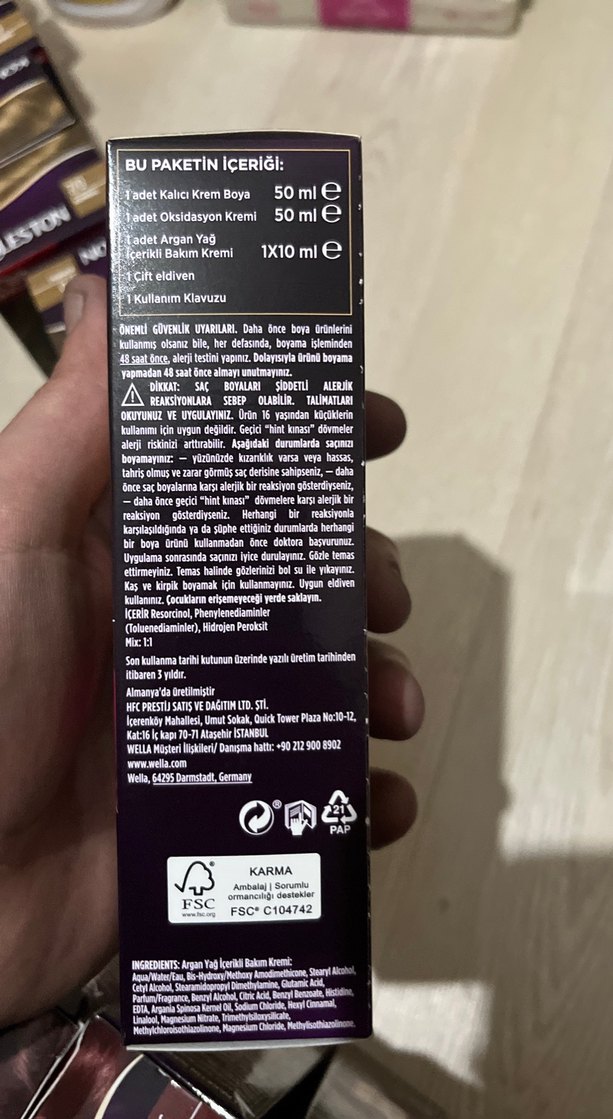 BU PAKETİN İÇERİĞİ:
1 adet Kalıcı Krem Boya 50 ml ℮
1 adet Oksidasyon Kremi 50 ml ℮
1 adet Argan Yağ
İçerikli Bakım Kremi 1X10 ml ℮
1 Çift eldiven
1 Kullanım Klavuzu
ÖNEMLİ GÜVENLİK UYARILARI. Daha önce boya ürünlerini
kullanmış olsanız bile, her defasında, boyama işleminden
48 saat önce, alerji testini yapınız. Dolayısıyla ürünü boyama
yapmadan 48 saat önce almayı unutmayınız.
DİKKAT: SAÇ BOYALARI ŞİDDETLİ ALERJİK
REAKSİYONLARA SEBEP OLABİLİR. TALİMATLARI
OKUYUNUZ VE UYGULAYINIZ. Ürün 16 yaşından küçüklerin
kullanımı için uygun değildir. Geçici "hint kınası" dövmeler
alerji riskinizi arttırabilir. Aşağıdaki durumlarda saçınızı
boyamayınız: — yüzünüzde kızarıklık varsa veya hassas,
tahriş olmuş ve zarar görmüş saç derisine sahipseniz, — daha
önce saç boyalarına karşı alerjik bir reaksiyon gösterdiyseniz,
— daha önce geçici "hint kınası" dövmelere karşı alerjik bir
reaksiyon gösterdiyseniz. Herhangi bir reaksiyonla
karşılaşıldığında ya da şüphe ettiğiniz durumlarda herhangi
bir boya ürünü kullanmadan önce doktora başvurunuz.
Uygulama sonrasında saçınızı iyice durulayınız. Gözle temas
ettirmeyiniz. Temas halinde gözlerinizi bol su ile yıkayınız.
Kaş ve kirpik boyamak için kullanmayınız. Uygun eldiven
kullanınız. Çocukların erişemeyeceği yerde saklayın.
İÇERİR Resorcinol, Phenylenediaminler
(Toluenediaminler), Hidrojen Peroksit
Mix: 1:1
Son kullanma tarihi kutunun üzerinde yazılı üretim tarihinden
itibaren 3 yıldır.
Almanya'da üretilmiştir
HFC PRESTİJ SATIŞ VE DAĞITIM LTD. ŞTİ.
İçerenköy Mahallesi, Umut Sokak, Quick Tower Plaza No:10-12,
Kat:16 İç kapı 70-71 Ataşehir İSTANBUL
WELLA Müşteri İlişkileri/ Danışma hattı: +90 212 900 8902
www.wella.com
Wella, 64295 Darmstadt, Germany
®
21
PAP
FSC
www.fsc.org
KARMA
Ambalaj | Sorumlu
ormancılığı destekler
FSC® C104742
INGREDIENTS: Argan Yağ İçerikli Bakım Kremi:
Aqua/Water/Eau, Bis-Hydroxy/Methoxy Amodimethicone, Stearyl Alcohol,
Cetyl Alcohol, Stearamidopropyl Dimethylamine, Glutamic Acid,
Parfum/Fragrance, Benzyl Alcohol, Citric Acid, Benzyl Benzoate, Histidine,
EDTA, Argania Spinosa Kernel Oil, Sodium Chloride, Hexyl Cinnamal,
Linalool, Magnesium Nitrate, Trimethylsiloxysilicate,
Methylchloroisothiazolinone, Magnesium Chloride, Methylisothiazolinone.
LESTON
NO